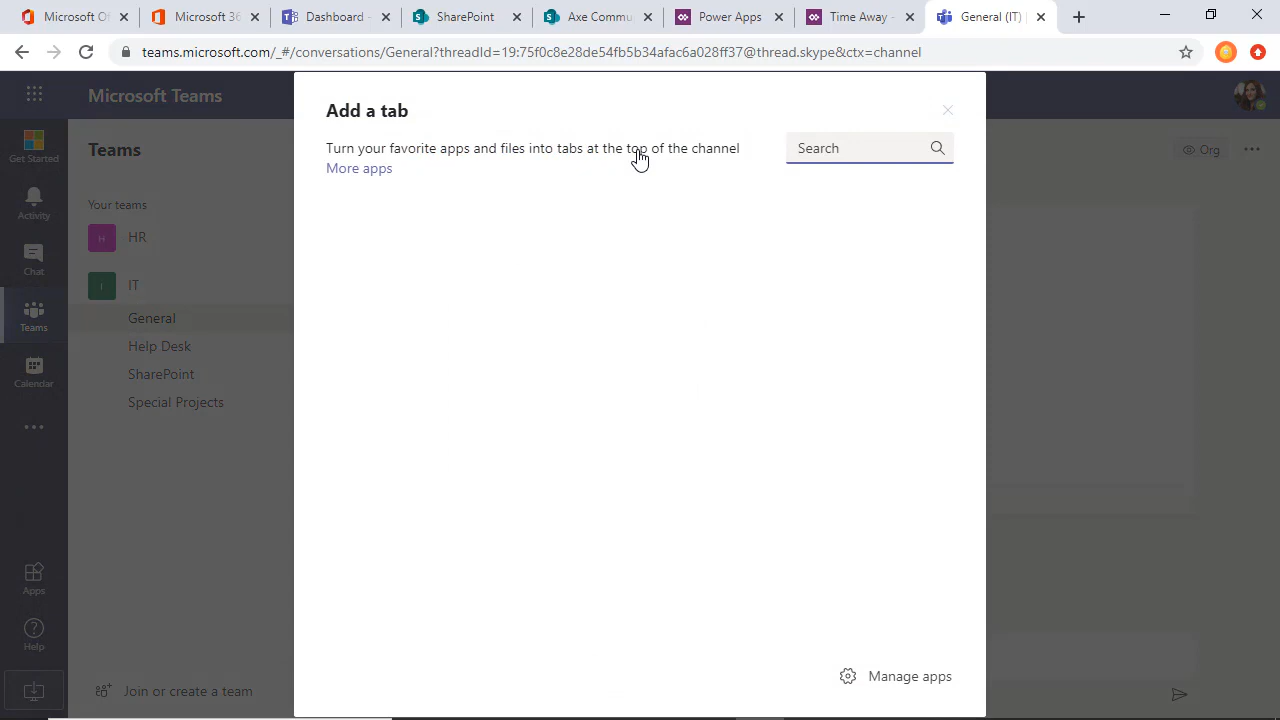 Microsoft Of
Microsoft 36
Dashboard -
SharePoint
Axe Commu
Power Apps
Time Away -
General (IT) |
teams.microsoft.com/_#/conversations/General?threadId=19:75f0c8e28de54fb5b34afac6a028ff37@thread.skype&ctx=channel
Microsoft Teams
Get Started
Activity
Chat
Teams
Calendar
Apps
Help
Teams
Your teams
H
HR
I
IT
General
Help Desk
SharePoint
Special Projects
Join or create a team
Add a tab
Turn your favorite apps and files into tabs at the top of the channel
More apps
Search
Manage apps
Org